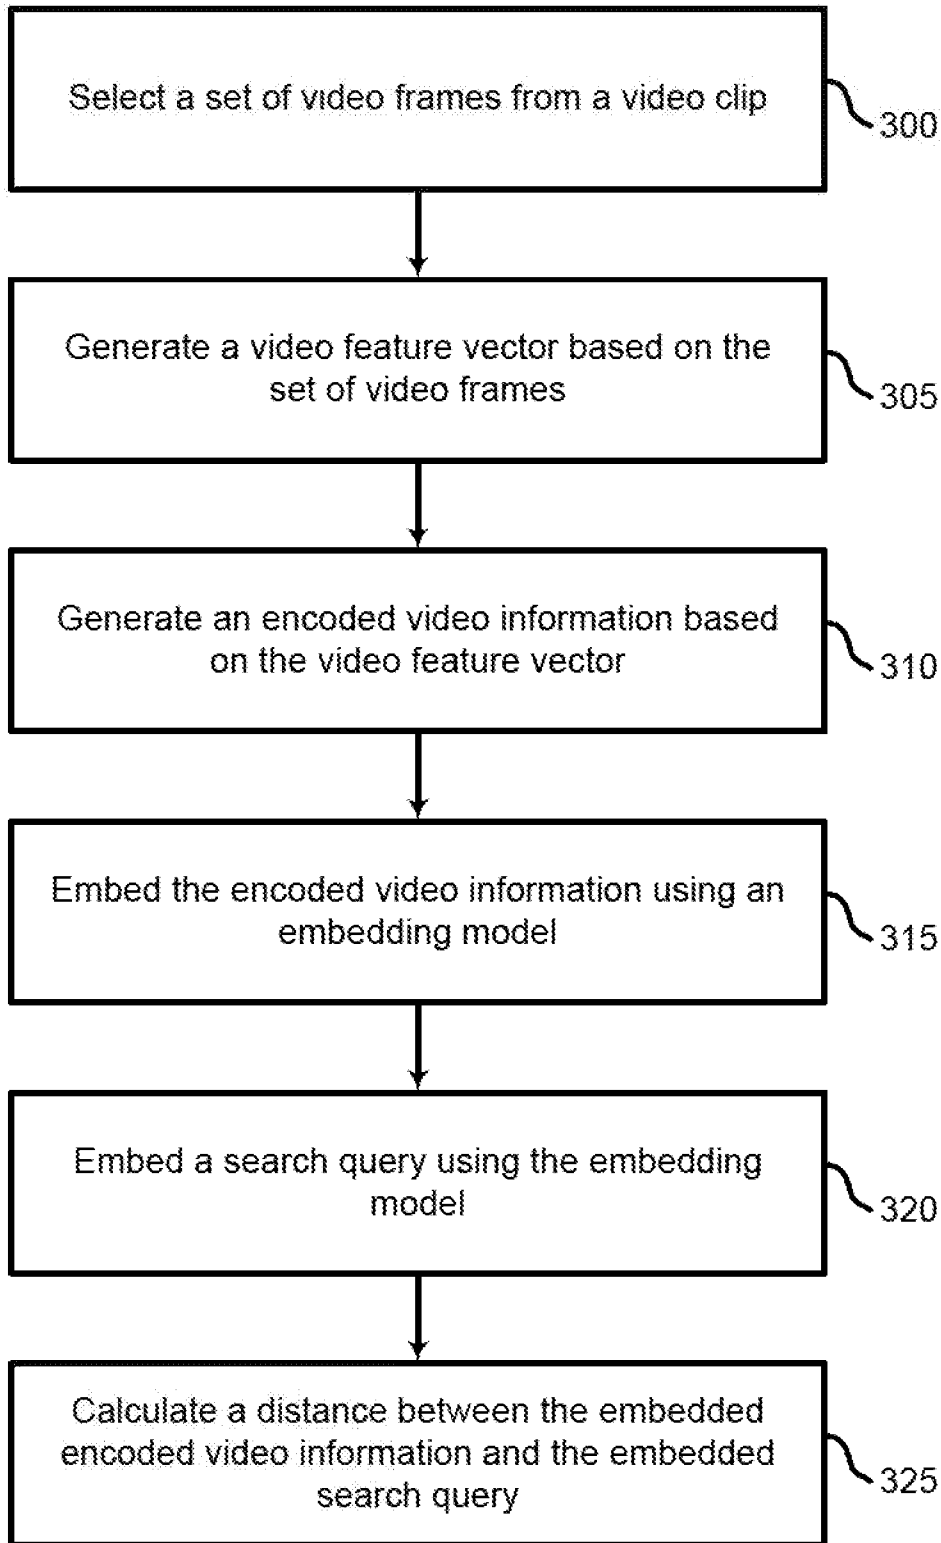 Select a set of video frames from a video clip
300
Generate a video feature vector based on the
set of video frames
305
Generate an encoded video information based
on the video feature vector
310
Embed the encoded video information using an
embedding model
315
Embed a search query using the embedding
model
320
Calculate a distance between the embedded
encoded video information and the embedded
search query
325